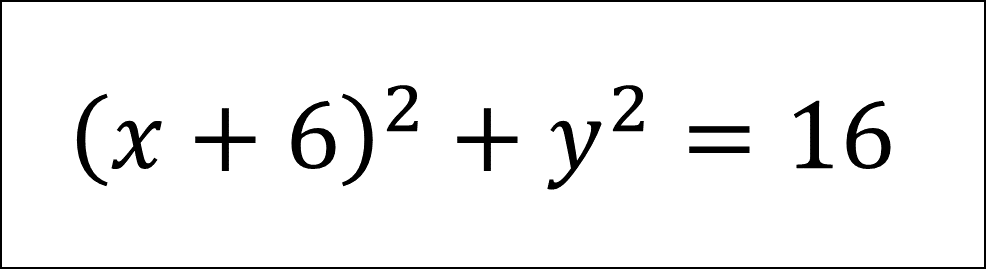 (x + 6)² + y² = 16